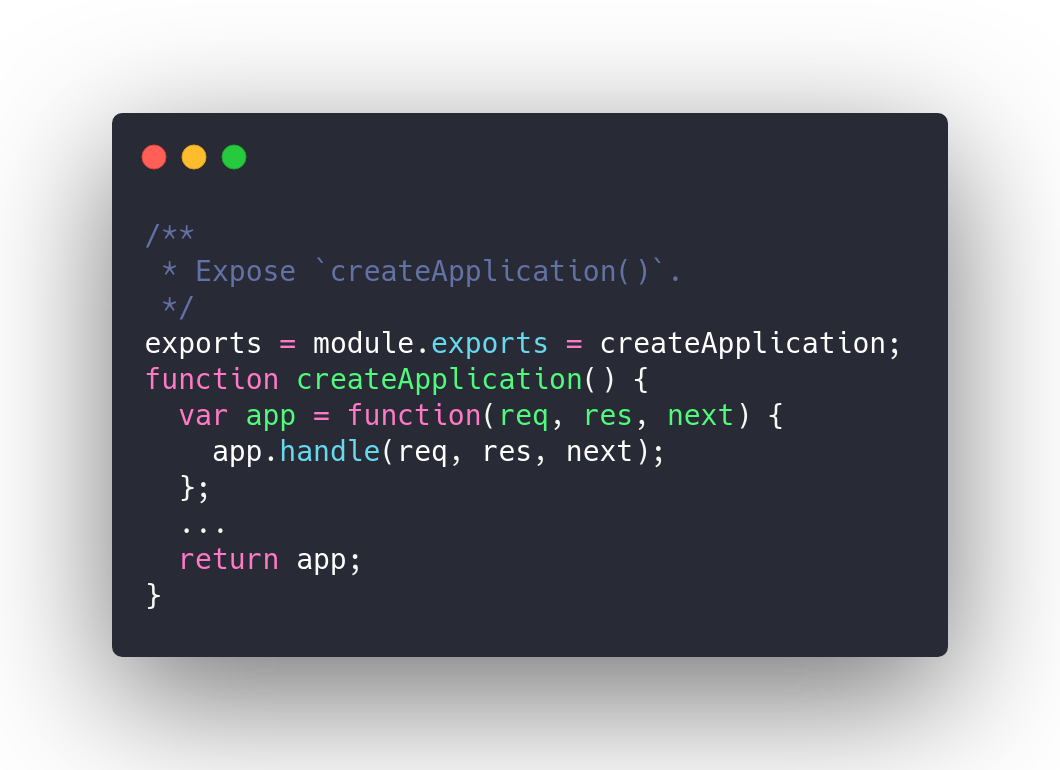 /**
 * Expose `createApplication()`.
 */
exports = module.exports = createApplication;
function createApplication() {
  var app = function(req, res, next) {
    app.handle(req, res, next);
  };
  ...
  return app;
}